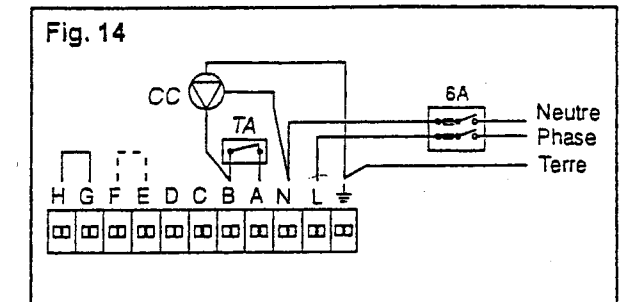 Fig. 14
CC
TA
6A
Neutre
Phase
Terre
H G F E D C B A N L